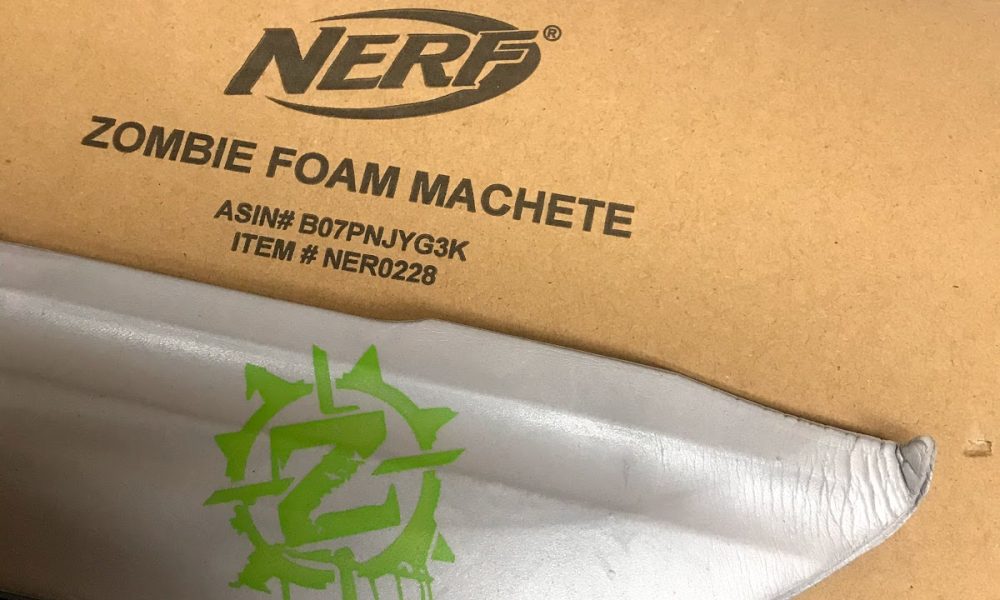 NERF®
ZOMBIE FOAM MACHETE
ASIN# B07PNJYG3K
ITEM # NER0228
Z